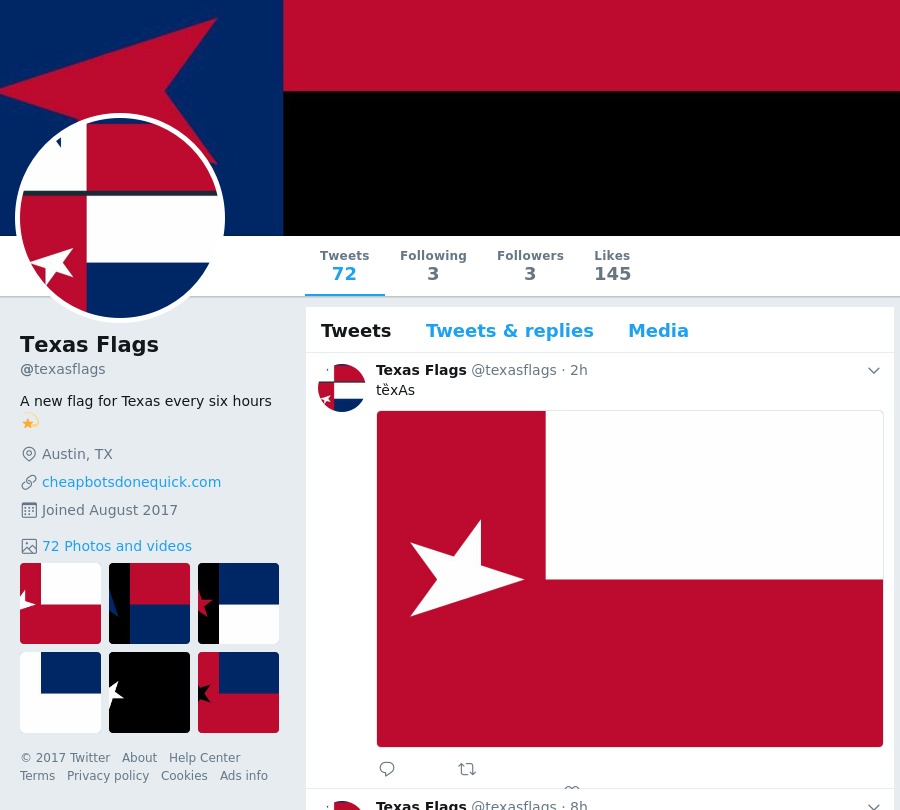 Tweets
72
Following
3
Followers
3
Likes
145
Texas Flags
@texasflags
A new flag for Texas every six hours
💫
Austin, TX
cheapbotsdonequick.com
Joined August 2017
72 Photos and videos
© 2017 Twitter About Help Center
Terms Privacy policy Cookies Ads info
Tweets Tweets & replies Media
Texas Flags @texasflags · 2h
tȅxAs
Texas Flags @texasflags · 8h